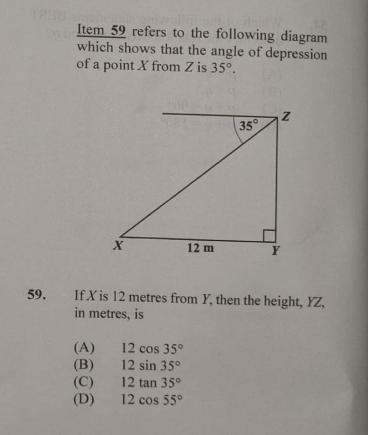 Item 59 refers to the following diagram
which shows that the angle of depression
of a point X from Z is 35°.
Z
35°
X
12 m
Y
59. If X is 12 metres from Y, then the height, YZ,
in metres, is
(A) 12 cos 35°
(B) 12 sin 35°
(C) 12 tan 35°
(D) 12 cos 55°